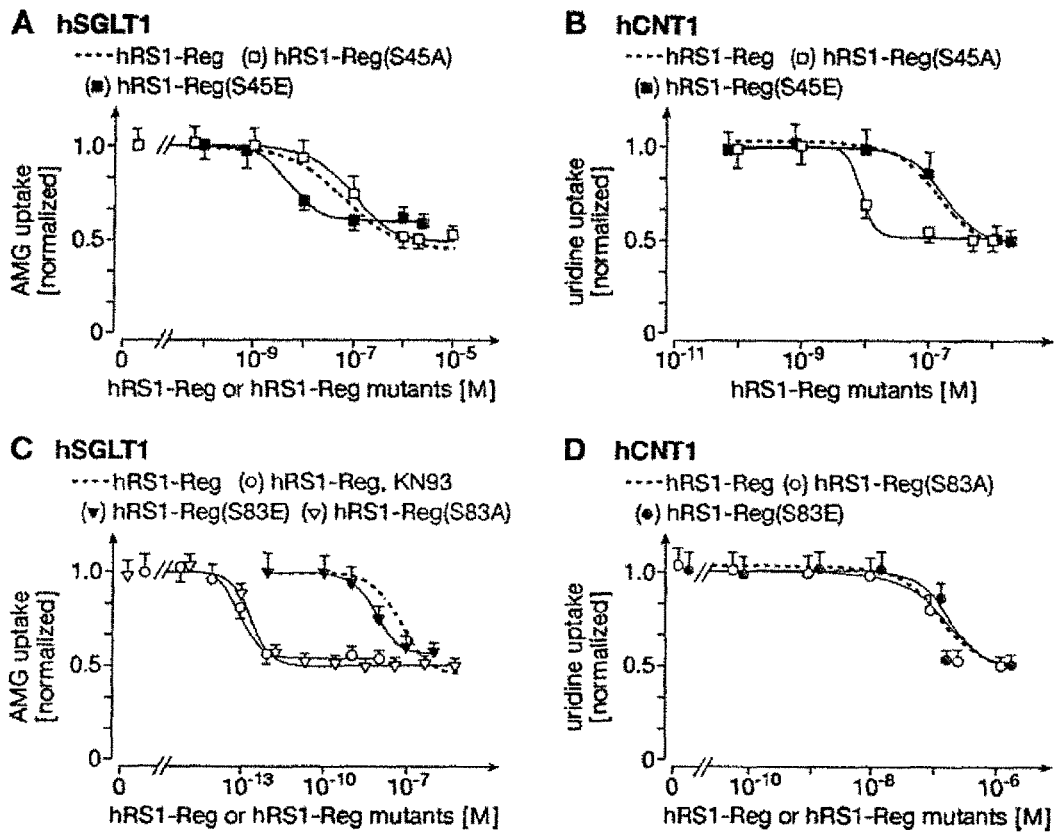 A hSGLT1
hRS1-Reg (□) hRS1-Reg(S45A)
(■) hRS1-Reg(S45E)
1.0
0.5
0
AMG uptake
[normalized]
0 10-9 10-7 10-5
hRS1-Reg or hRS1-Reg mutants [M]
B hCNT1
hRS1-Reg (□) hRS1-Reg(S45A)
(■) hRS1-Reg(S45E)
1.0
0.5
0
uridine uptake
[normalized]
10-11 10-9 10-7
hRS1-Reg mutants [M]
C hSGLT1
hRS1-Reg (○) hRS1-Reg, KN93
(▼) hRS1-Reg(S83E) (▽) hRS1-Reg(S83A)
1.0
0.5
0
AMG uptake
[normalized]
0 10-13 10-10 10-7
hRS1-Reg or hRS1-Reg mutants [M]
D hCNT1
hRS1-Reg (○) hRS1-Reg(S83A)
(●) hRS1-Reg(S83E)
1.0
0.5
0
uridine uptake
[normalized]
0 10-10 10-8 10-6
hRS1-Reg or hRS1-Reg mutants [M]